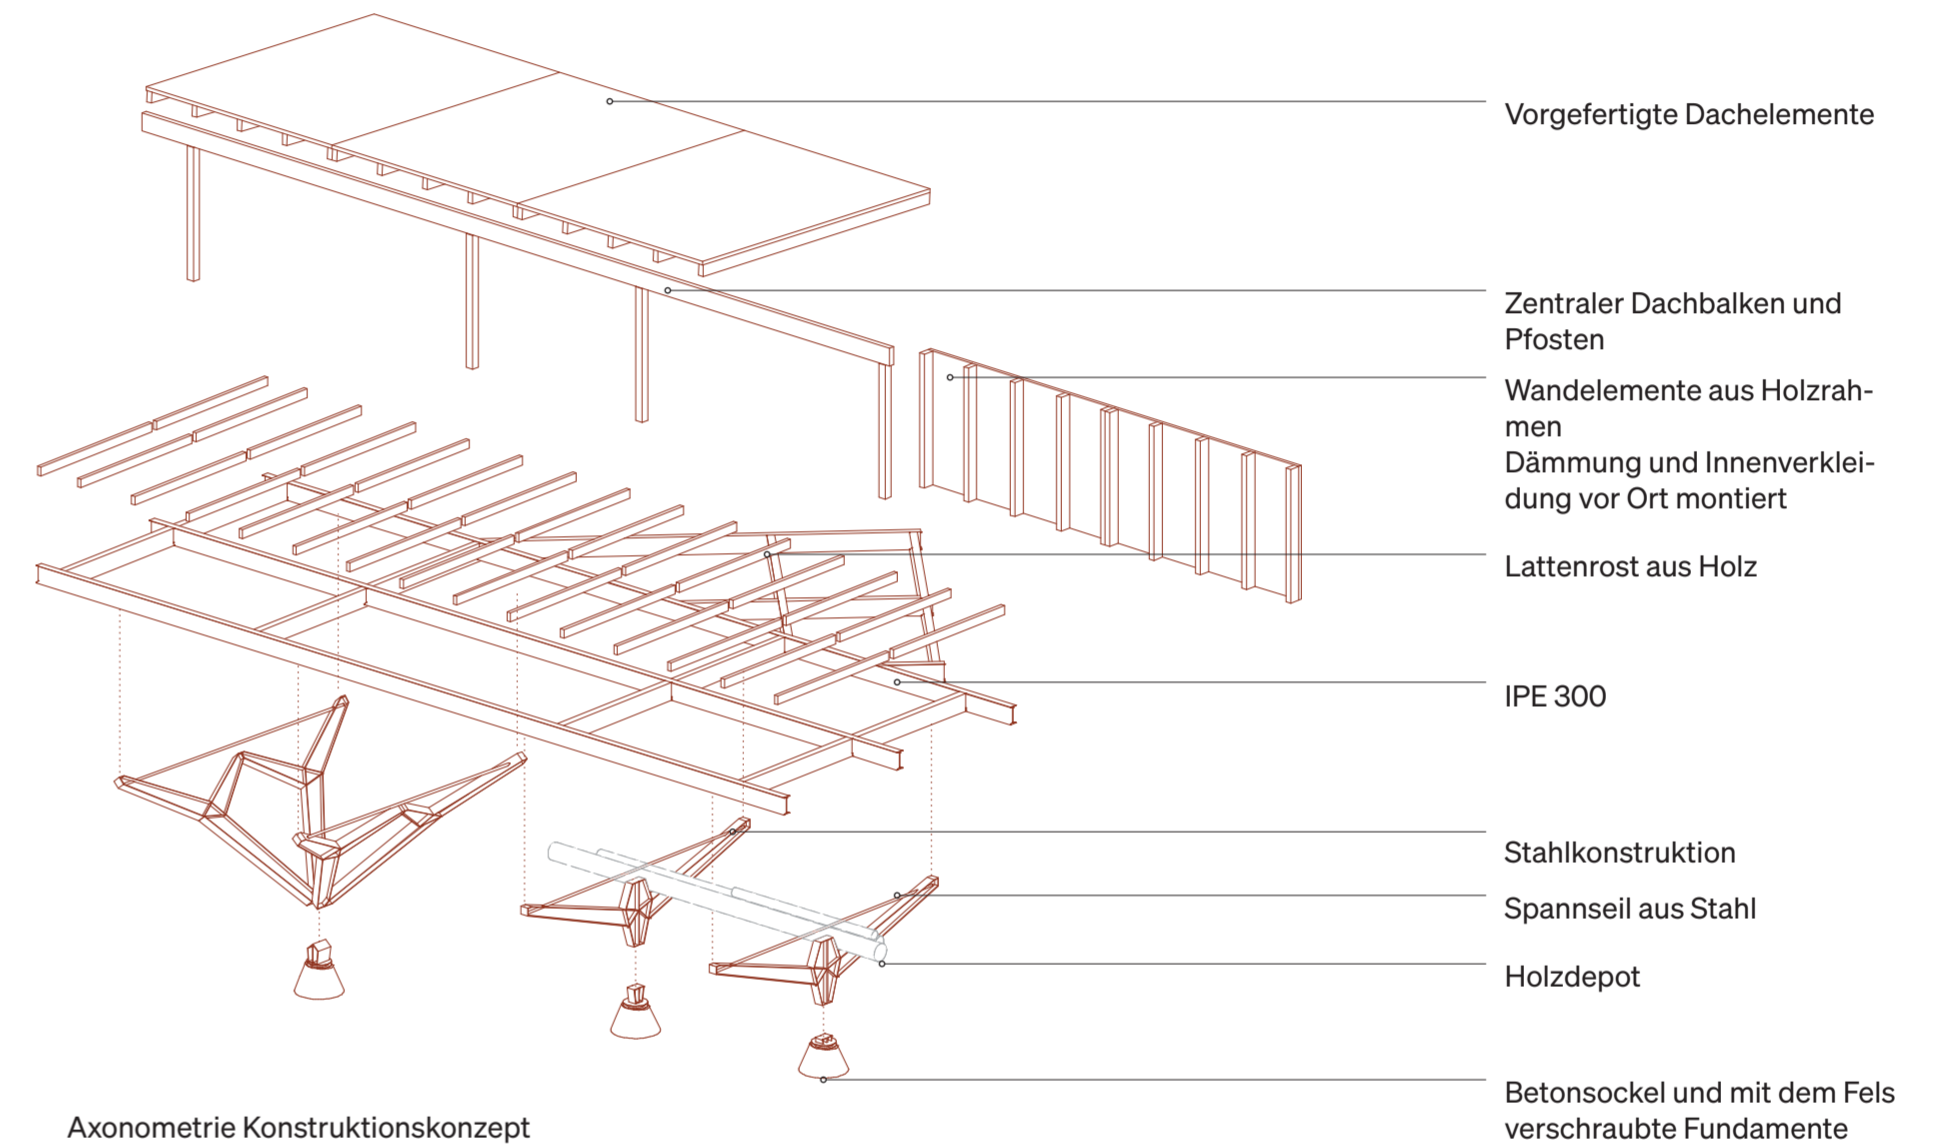 Vorgefertigte Dachelemente
Zentraler Dachbalken und
Pfosten
Wandelemente aus Holzrah-
men
Dämmung und Innenverklei-
dung vor Ort montiert
Lattenrost aus Holz
IPE 300
Stahlkonstruktion
Spannseil aus Stahl
Holzdepot
Betonsockel und mit dem Fels
verschraubte Fundamente
Axonometrie Konstruktionskonzept